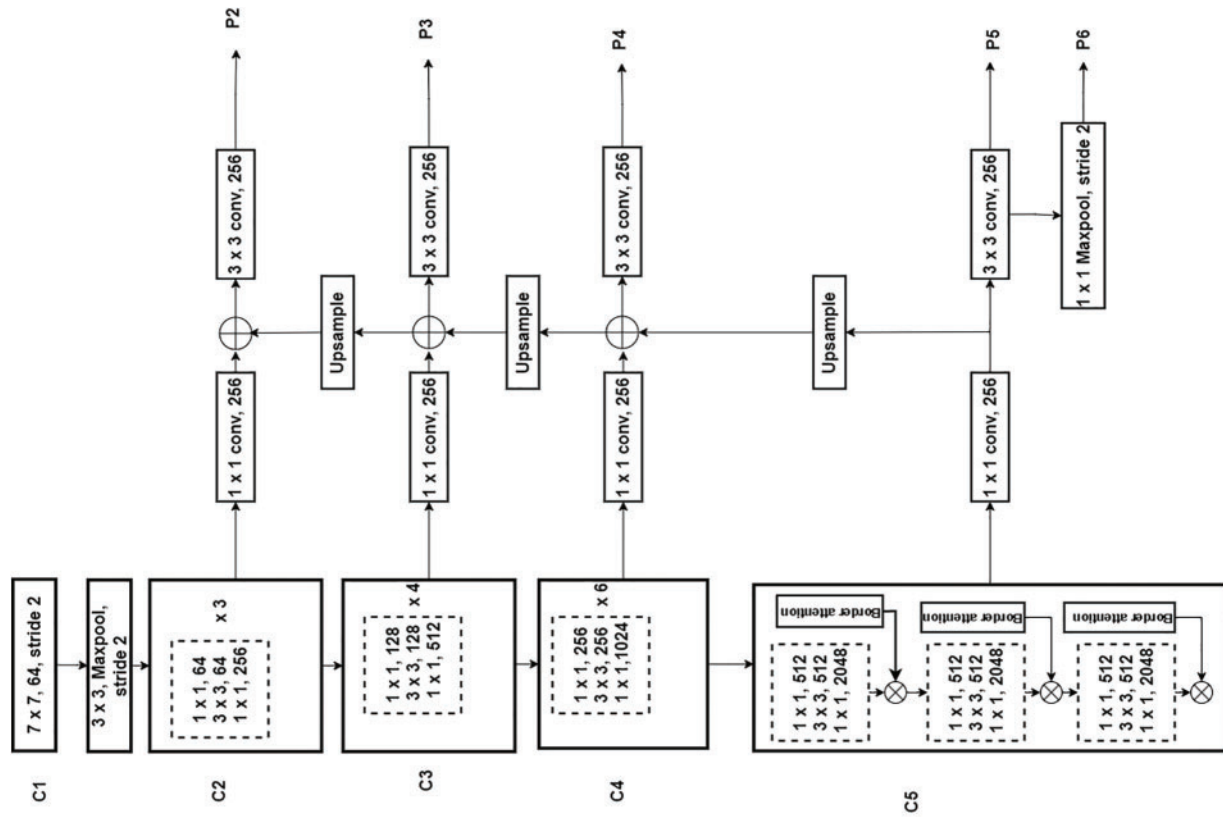 C1
7 x 7, 64, stride 2
3 x 3, Maxpool,
stride 2
C2
1 x 1, 64
3 x 3, 64
1 x 1, 256
x 3
1 x 1 conv, 256
3 x 3 conv, 256
P2
Upsample
C3
1 x 1, 128
3 x 3, 128
1 x 1, 512
x 4
1 x 1 conv, 256
3 x 3 conv, 256
P3
Upsample
C4
1 x 1, 256
3 x 3, 256
1 x 1,1024
x 6
1 x 1 conv, 256
3 x 3 conv, 256
P4
Upsample
C5
1 x 1, 512
3 x 3, 512
1 x 1, 2048
Border attention
1 x 1, 512
3 x 3, 512
1 x 1, 2048
Border attention
1 x 1, 512
3 x 3, 512
1 x 1, 2048
Border attention
1 x 1 conv, 256
3 x 3 conv, 256
P5
1 x 1 Maxpool, stride 2
P6